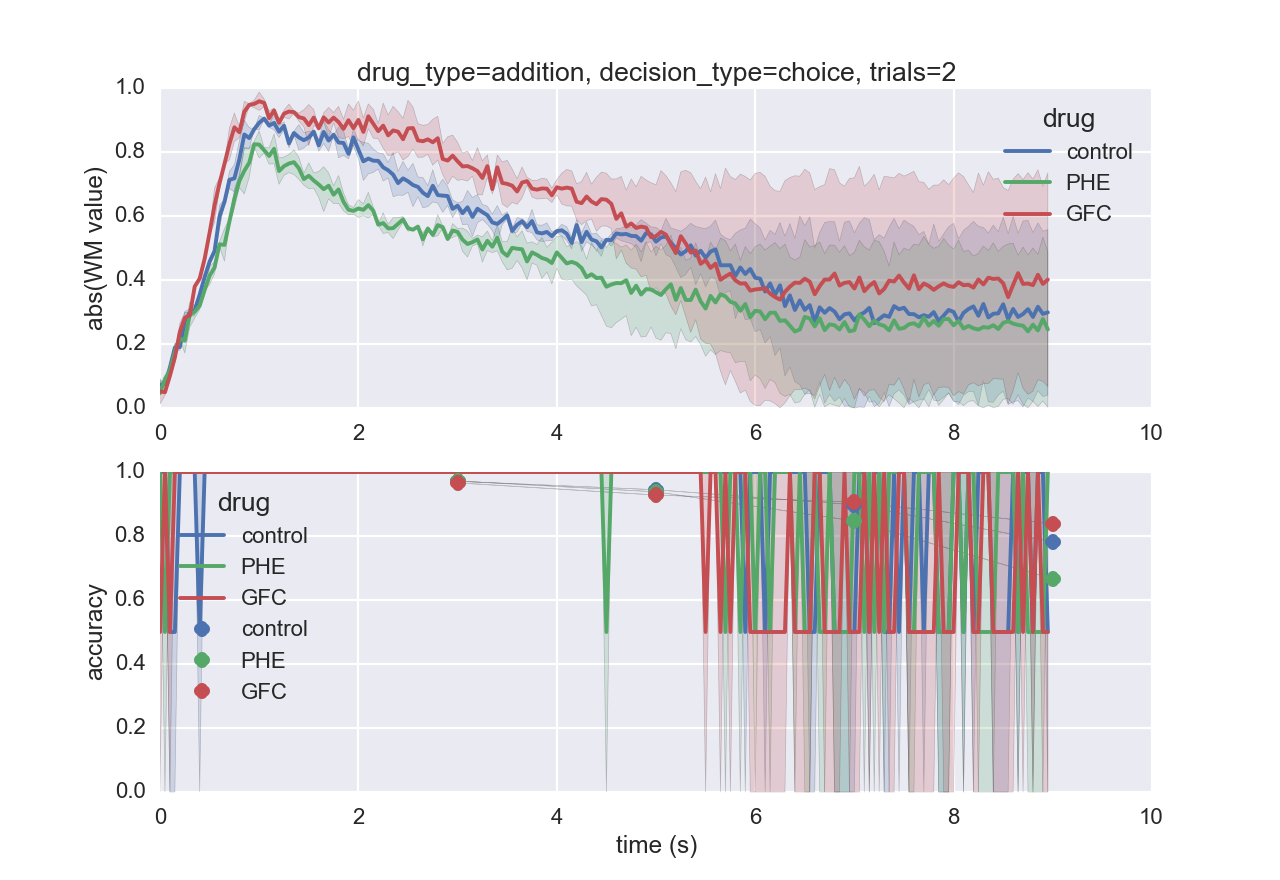 drug_type=addition, decision_type=choice, trials=2
abs(WM value)
1.0
0.8
0.6
0.4
0.2
0.0
drug
control
PHE
GFC
0 2 4 6 8 10
accuracy
1.0
0.8
0.6
0.4
0.2
0.0
drug
control
PHE
GFC
control
PHE
GFC
0 2 4 6 8 10
time (s)